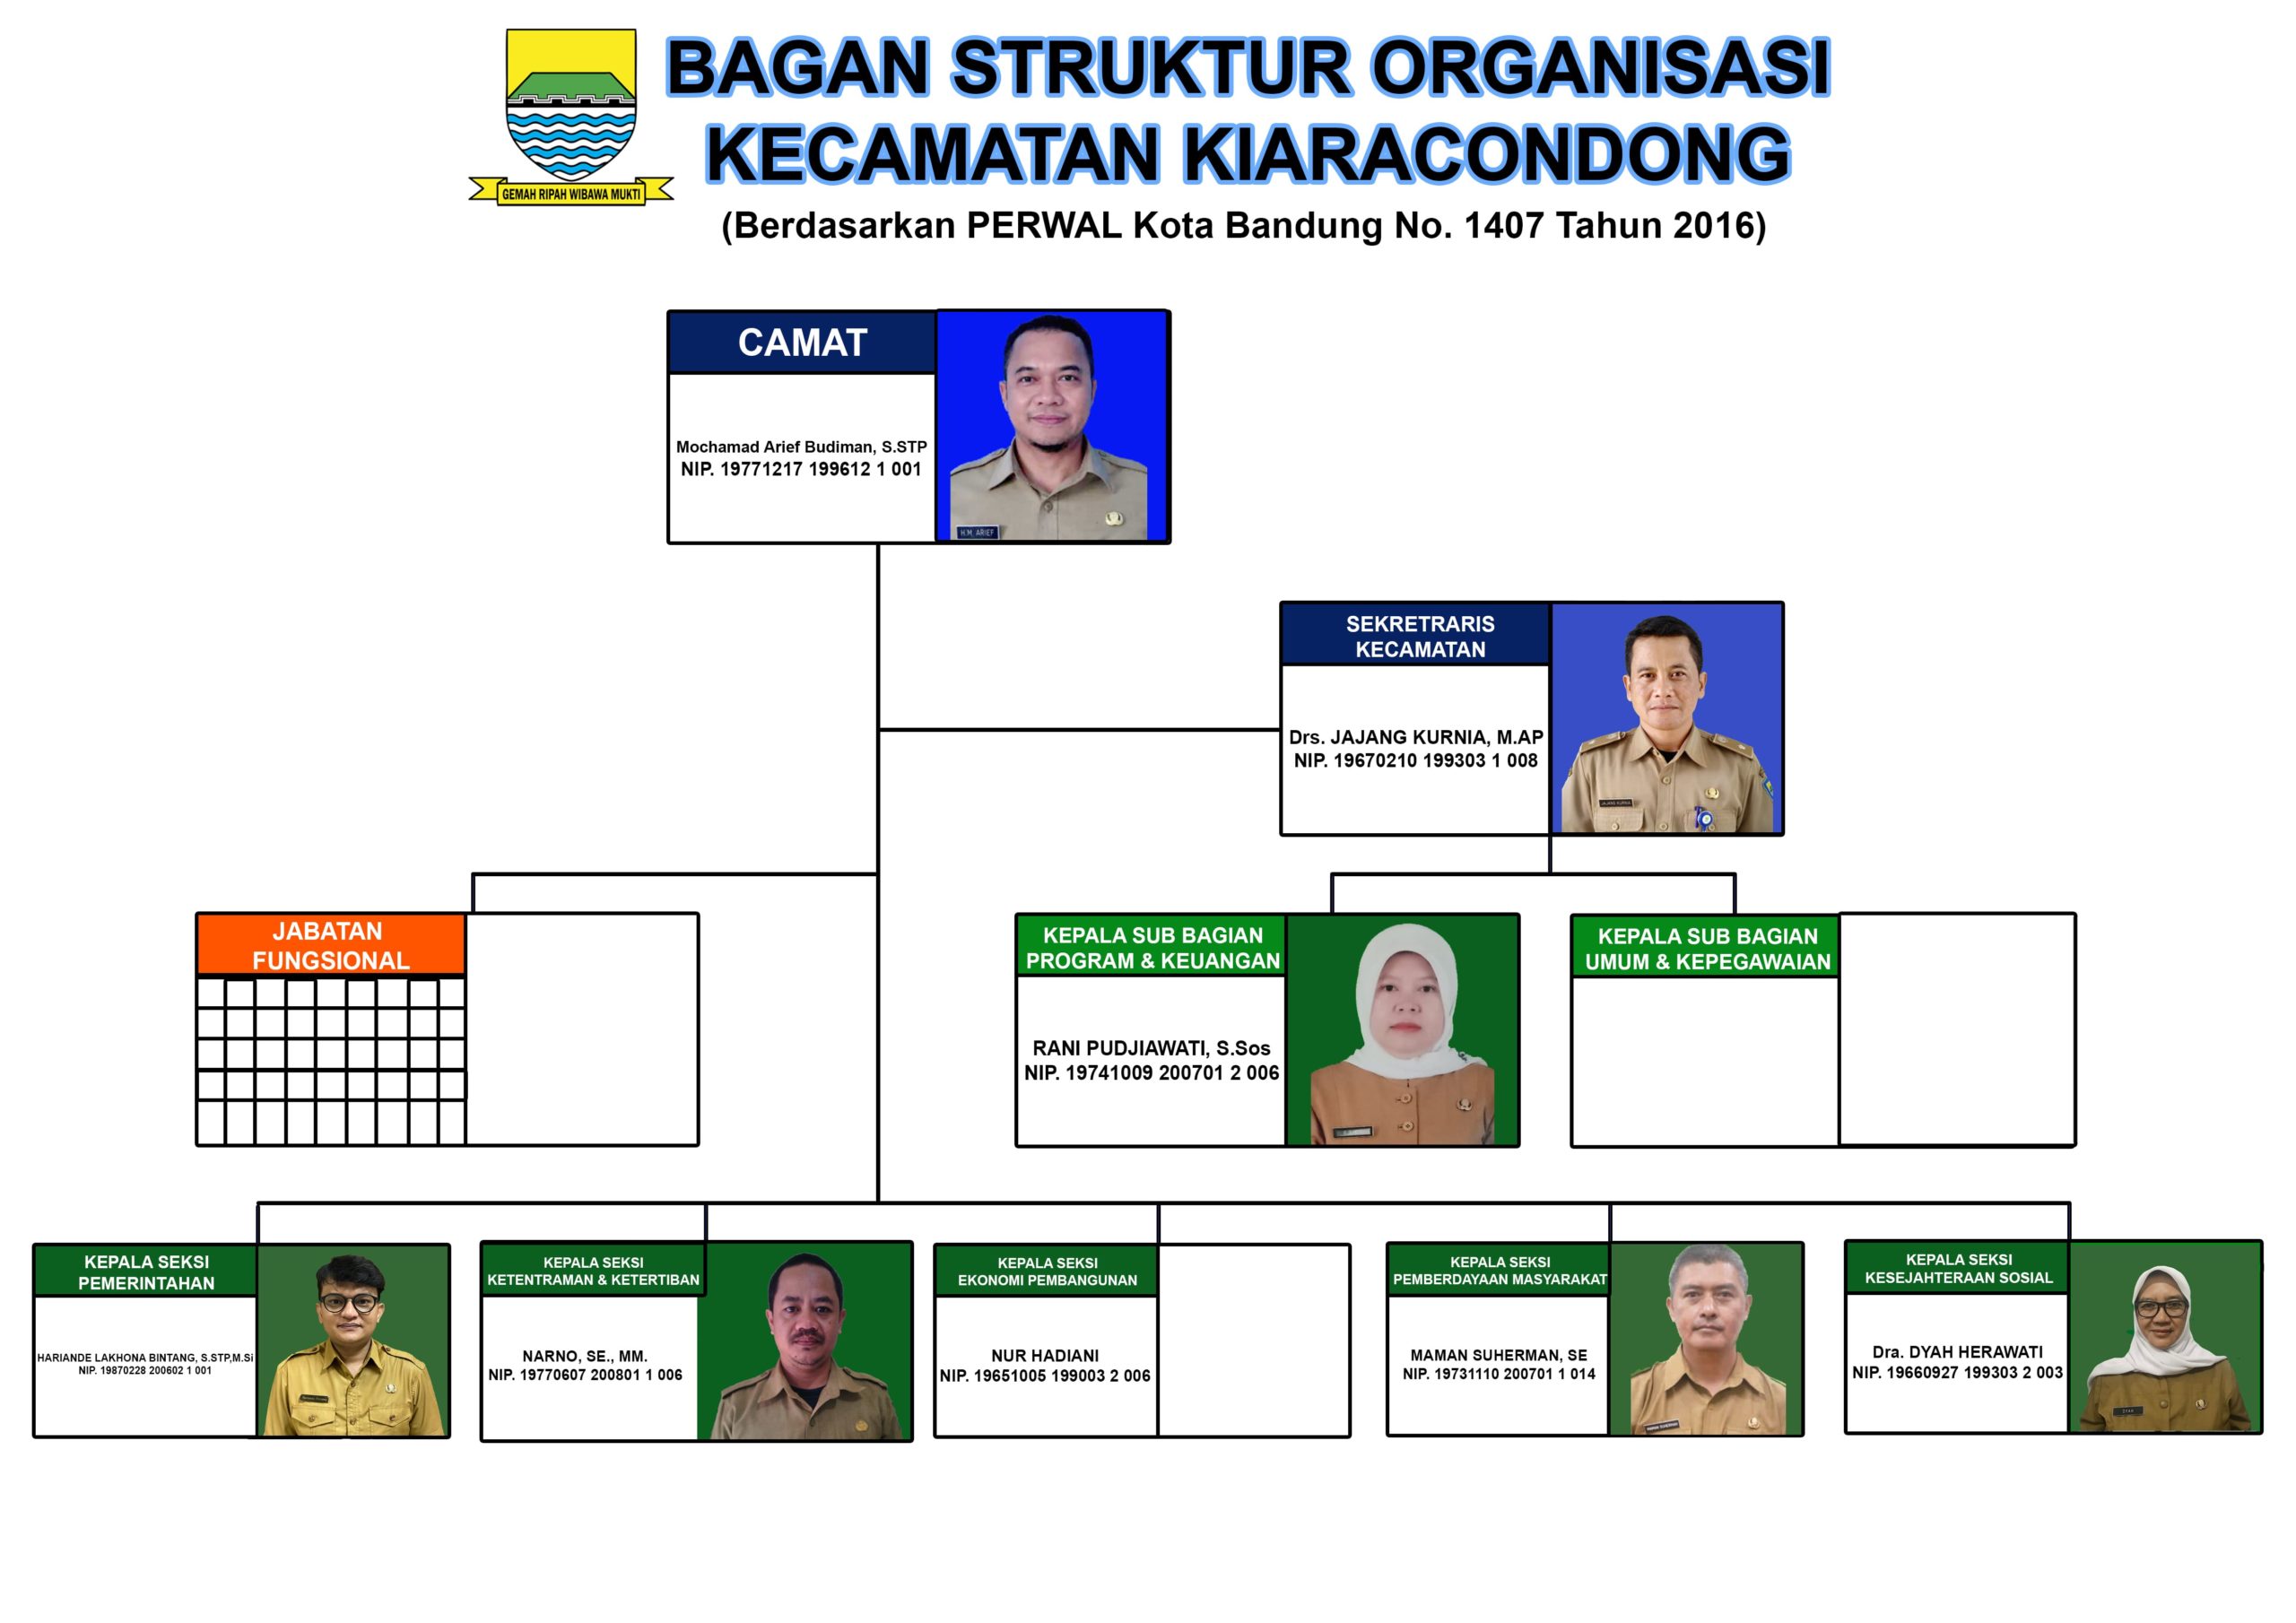 BAGAN STRUKTUR ORGANISASI
KECAMATAN KIARACONDONG
GEMAH RIPAH WIBAWA MUKTI
(Berdasarkan PERWAL Kota Bandung No. 1407 Tahun 2016)
CAMAT
Mochamad Arief Budiman, S.STP
NIP. 19771217 199612 1 001
H.M. ARIEF
SEKRETRARIS
KECAMATAN
Drs. JAJANG KURNIA, M.AP
NIP. 19670210 199303 1 008
JAJANG KURNIA
JABATAN
FUNGSIONAL
KEPALA SUB BAGIAN
PROGRAM & KEUANGAN
RANI PUDJIAWATI, S.Sos
NIP. 19741009 200701 2 006
KEPALA SUB BAGIAN
UMUM & KEPEGAWAIAN
KEPALA SEKSI
PEMERINTAHAN
HARIANDE LAKHONA BINTANG, S.STP,M.Si
NIP. 19870228 200602 1 001
KEPALA SEKSI
KETENTRAMAN & KETERTIBAN
NARNO, SE., MM.
NIP. 19770607 200801 1 006
KEPALA SEKSI
EKONOMI PEMBANGUNAN
NUR HADIANI
NIP. 19651005 199003 2 006
KEPALA SEKSI
PEMBERDAYAAN MASYARAKAT
MAMAN SUHERMAN, SE
NIP. 19731110 200701 1 014
KEPALA SEKSI
KESEJAHTERAAN SOSIAL
Dra. DYAH HERAWATI
NIP. 19660927 199303 2 003
DYAH